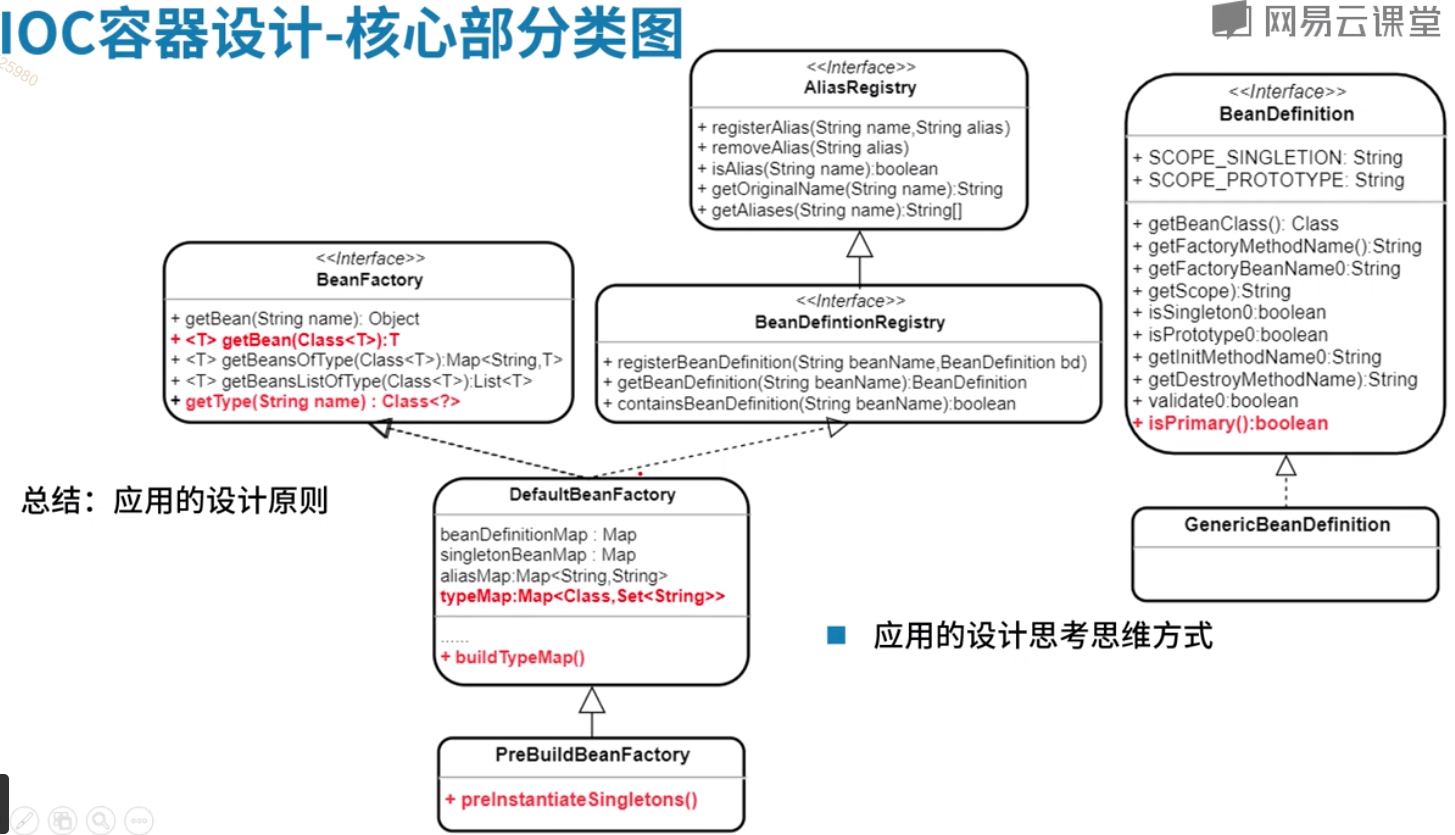 IOC容器设计-核心部分类图
网易云课堂
25980
<<Interface>>
AliasRegistry
+ registerAlias(String name,String alias)
+ removeAlias(String alias)
+ isAlias(String name):boolean
+ getOriginalName(String name):String
+ getAliases(String name):String[]
<<Interface>>
BeanDefinition
+ SCOPE_SINGLETION: String
+ SCOPE_PROTOTYPE: String
+ getBeanClass(): Class
+ getFactoryMethodName():String
+ getFactoryBeanName0:String
+ getScope):String
+ isSingleton0:boolean
+ isPrototype0:boolean
+ getInitMethodName0:String
+ getDestroyMethodName):String
+ validate0:boolean
+ isPrimary():boolean
<<Interface>>
BeanFactory
+ getBean(String name): Object
+ <T> getBean(Class<T>):T
+ <T> getBeansOfType(Class<T>):Map<String,T>
+ <T> getBeansListOfType(Class<T>):List<T>
+ getType(String name) : Class<?>
<<Interface>>
BeanDefintionRegistry
+ registerBeanDefinition(String beanName,BeanDefinition bd)
+ getBeanDefinition(String beanName):BeanDefinition
+ containsBeanDefinition(String beanName):boolean
总结：应用的设计原则
DefaultBeanFactory
beanDefinitionMap : Map
singletonBeanMap : Map
aliasMap:Map<String,String>
typeMap:Map<Class,Set<String>>
......
+ buildTypeMap()
GenericBeanDefinition
■ 应用的设计思考思维方式
PreBuildBeanFactory
+ preInstantiateSingletons()